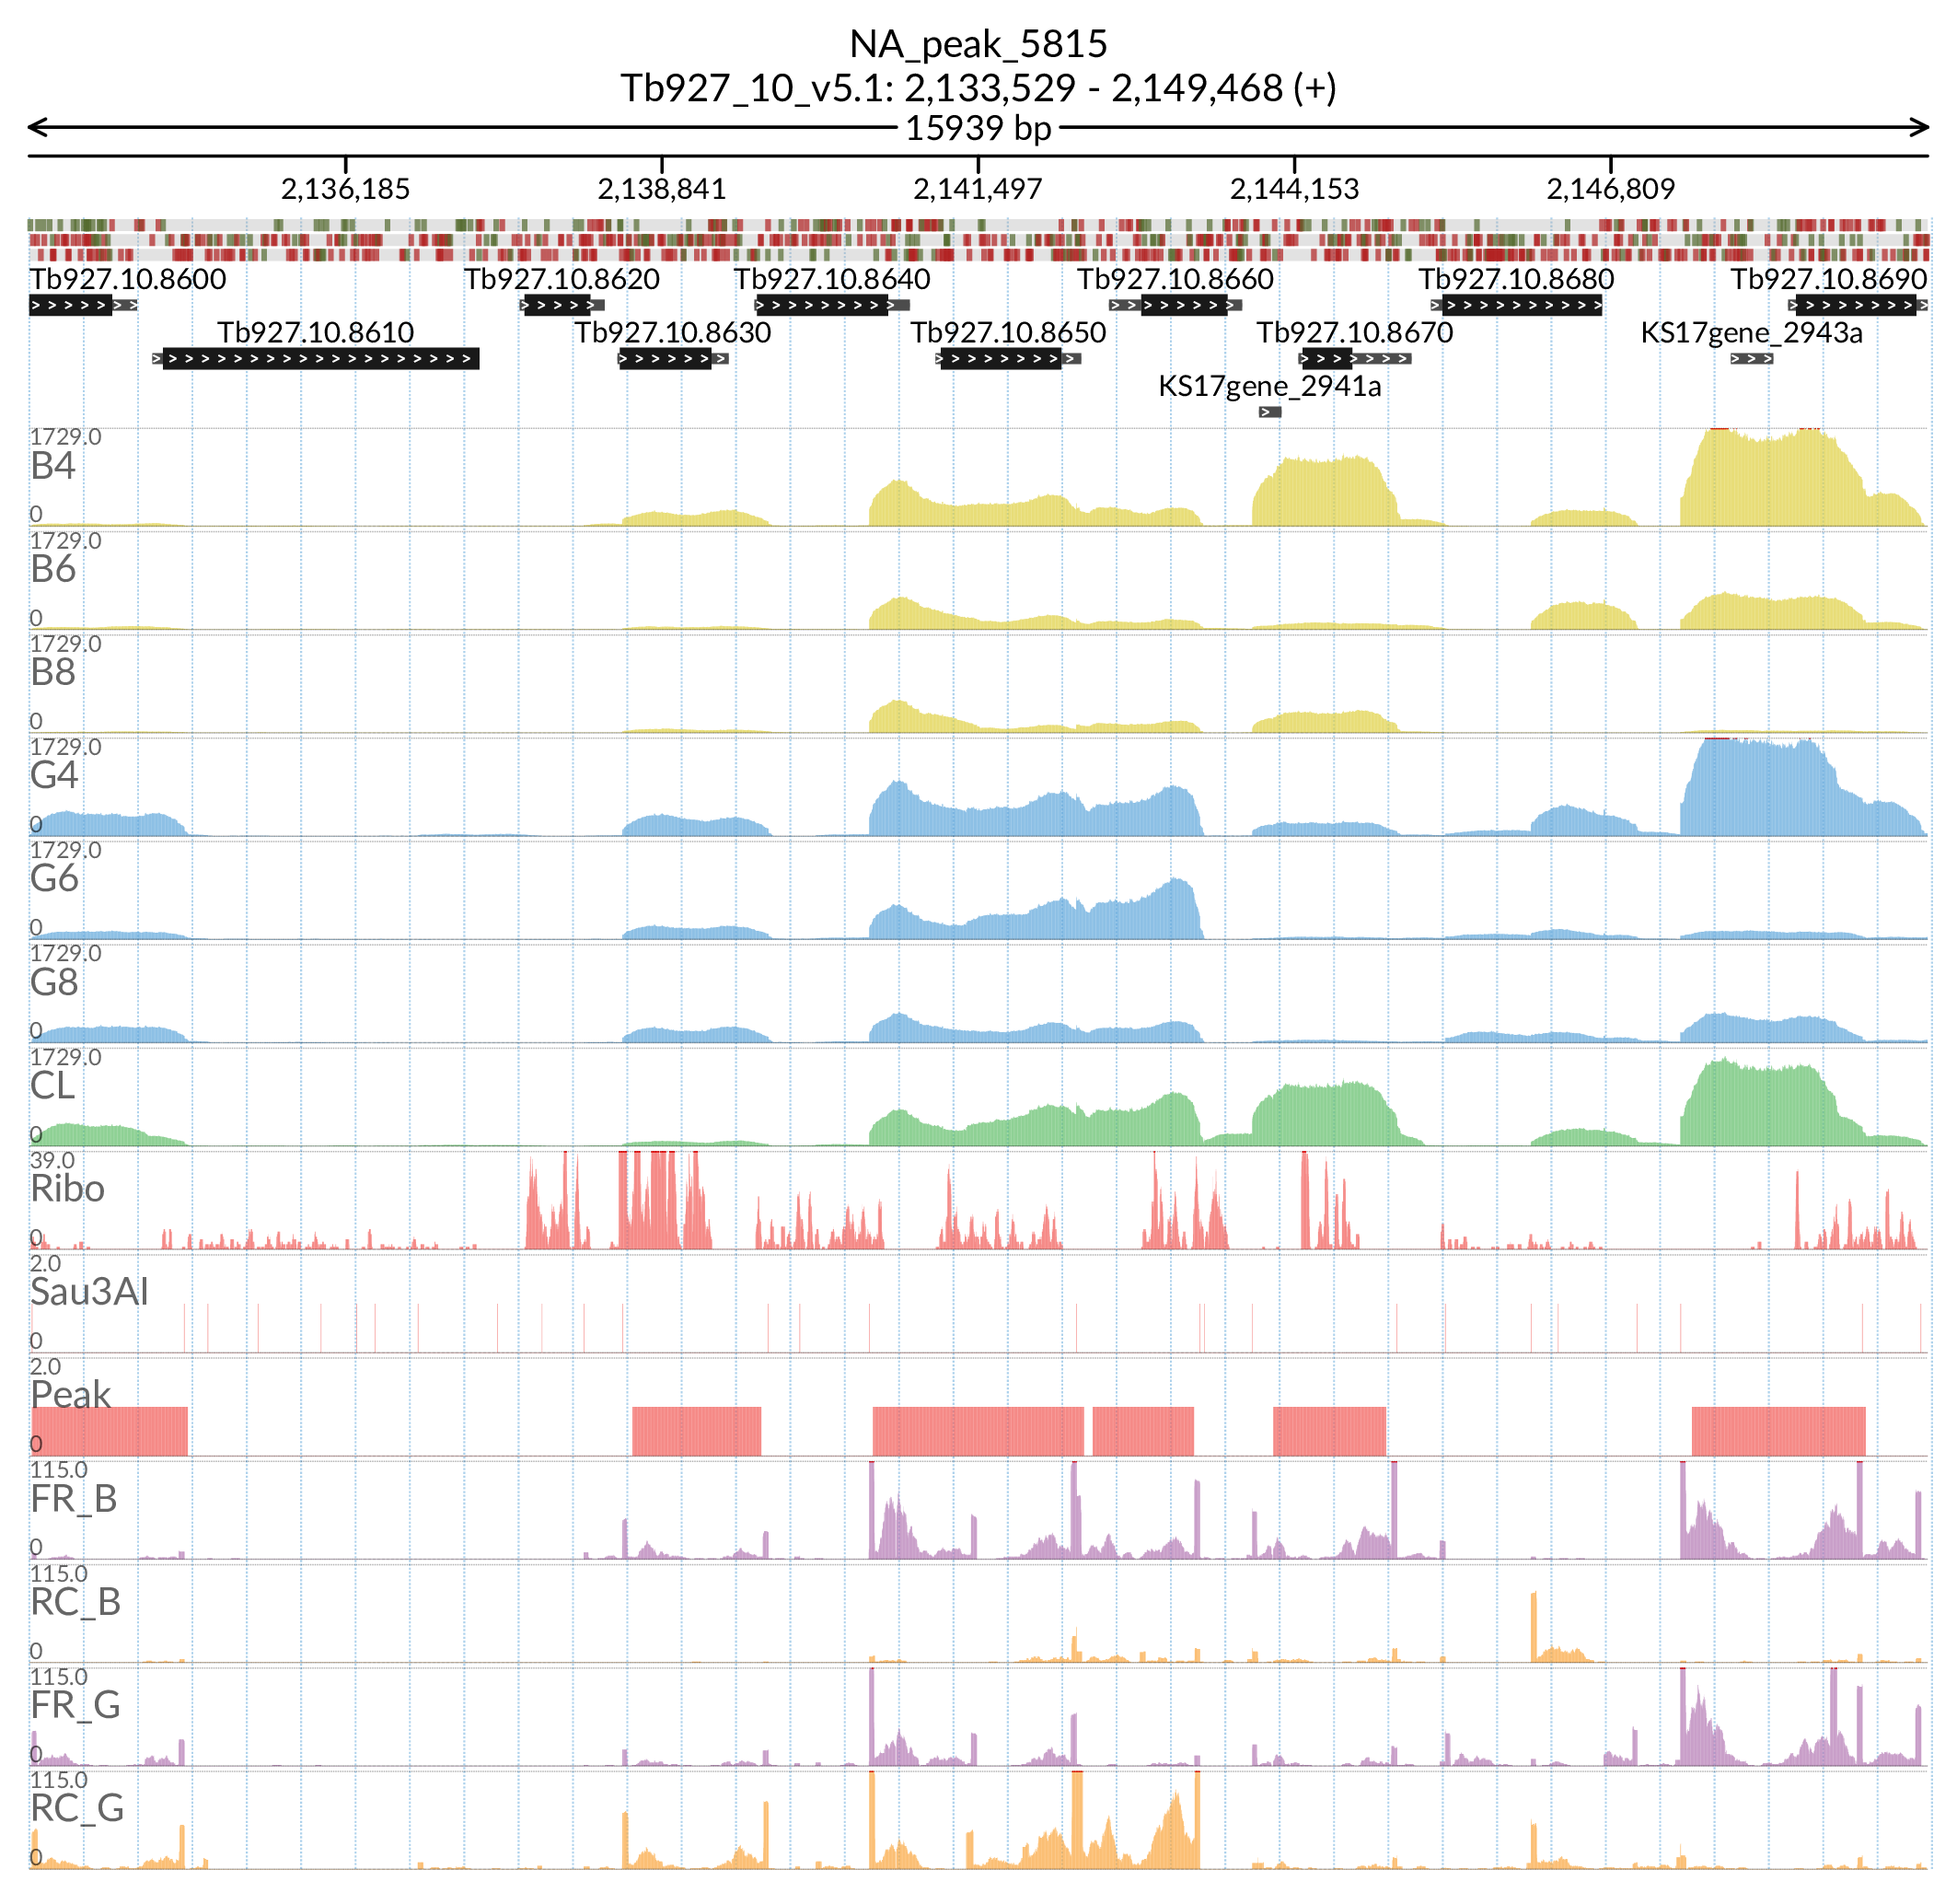 NA_peak_5815
Tb927_10_v5.1: 2,133,529 - 2,149,468 (+)
15939 bp
2,136,185 2,138,841 2,141,497 2,144,153 2,146,809
Tb927.10.8600 Tb927.10.8620 Tb927.10.8640 Tb927.10.8660 Tb927.10.8680 Tb927.10.8690
Tb927.10.8610 Tb927.10.8630 Tb927.10.8650 Tb927.10.8670 KS17gene_2943a
KS17gene_2941a
1729.0
B4
0
1729.0
B6
0
1729.0
B8
0
1729.0
G4
0
1729.0
G6
0
1729.0
G8
0
1729.0
CL
0
39.0
Ribo
0
2.0
Sau3AI
0
2.0
Peak
0
115.0
FR_B
0
115.0
RC_B
0
115.0
FR_G
0
115.0
RC_G
0